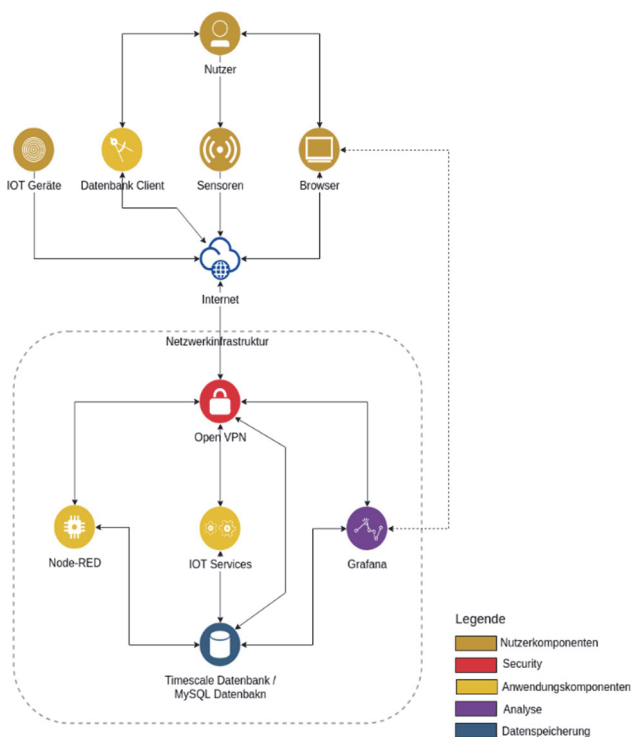 Nutzer
IOT Geräte
Datenbank Client
Sensoren
Browser
Internet
Netzwerkinfrastruktur
Open VPN
Node-RED
IOT Services
Grafana
Timescale Datenbank /
MySQL Datenbakn
Legende
Nutzerkomponenten
Security
Anwendungskomponenten
Analyse
Datenspeicherung